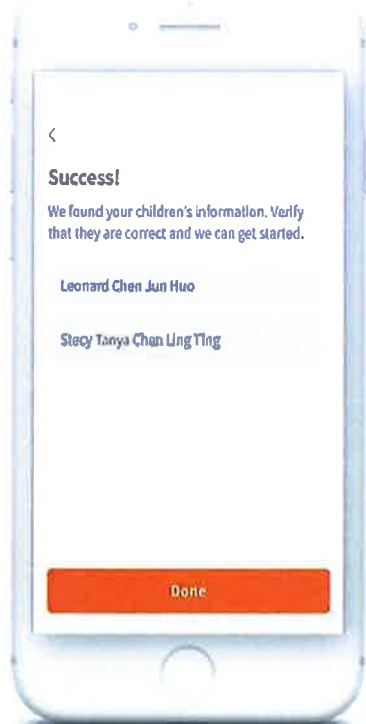 Success!
We found your children's information. Verify
that they are correct and we can get started.
Leonard Chen Jun Huo
Stacy Tanya Chan Ling Ting
Done